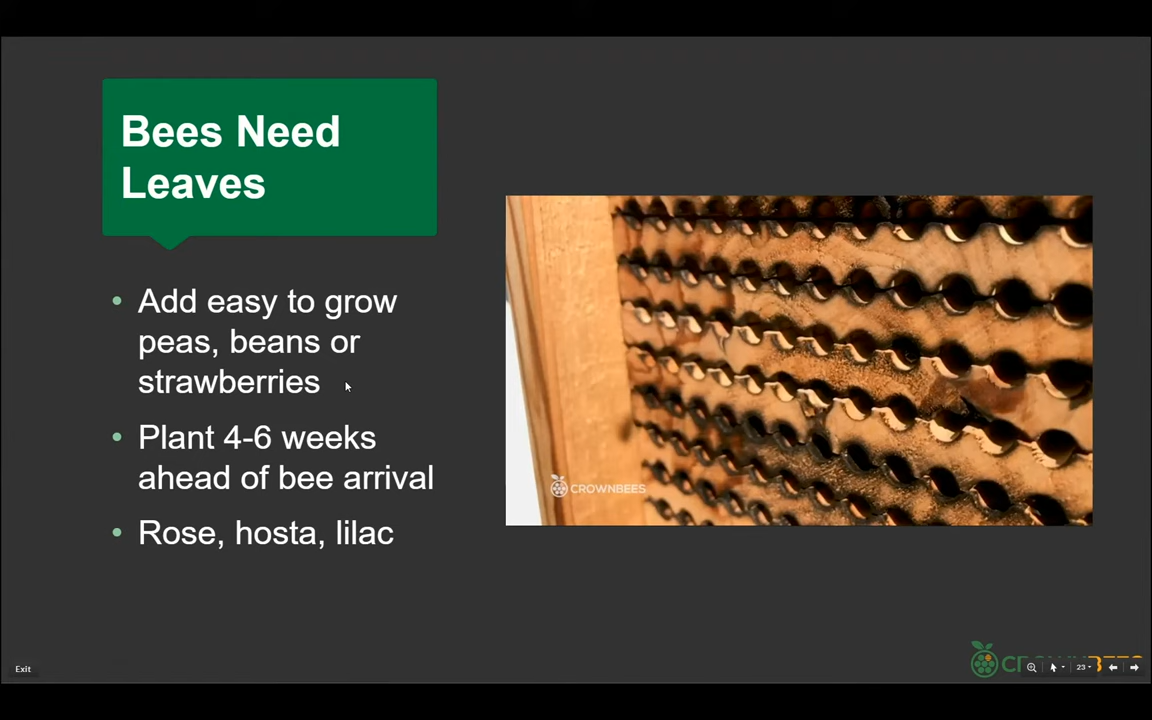 Bees Need
Leaves
• Add easy to grow
peas, beans or
strawberries
• Plant 4-6 weeks
ahead of bee arrival
• Rose, hosta, lilac
CROWNBEES
Exit
23